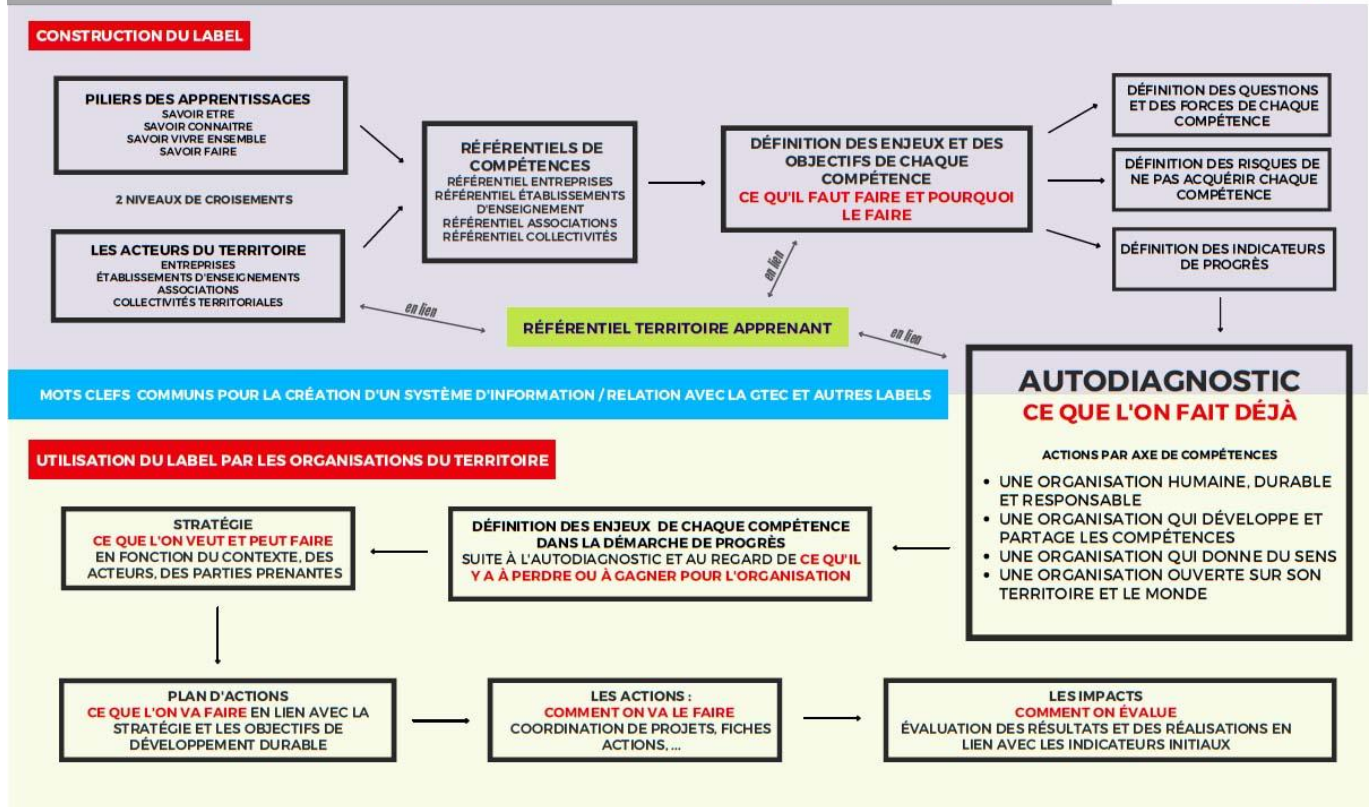 CONSTRUCTION DU LABEL
PILIERS DES APPRENTISSAGES
SAVOIR ETRE
SAVOIR CONNAITRE
SAVOIR VIVRE ENSEMBLE
SAVOIR FAIRE
2 NIVEAUX DE CROISEMENTS
LES ACTEURS DU TERRITOIRE
ENTREPRISES
ÉTABLISSEMENTS D'ENSEIGNEMENTS
ASSOCIATIONS
COLLECTIVITÉS TERRITORIALES
RÉFÉRENTIELS DE
COMPÉTENCES
RÉFÉRENTIEL ENTREPRISES
RÉFÉRENTIEL ÉTABLISSEMENTS
D'ENSEIGNEMENT
RÉFÉRENTIEL ASSOCIATIONS
RÉFÉRENTIEL COLLECTIVITÉS
DÉFINITION DES ENJEUX ET DES
OBJECTIFS DE CHAQUE
COMPÉTENCE
CE QU'IL FAUT FAIRE ET POURQUOI
LE FAIRE
DÉFINITION DES QUESTIONS
ET DES FORCES DE CHAQUE
COMPÉTENCE
DÉFINITION DES RISQUES DE
NE PAS ACQUÉRIR CHAQUE
COMPÉTENCE
DÉFINITION DES INDICATEURS
DE PROGRÈS
en lien
en lien
en lien
RÉFÉRENTIEL TERRITOIRE APPRENANT
MOTS CLEFS COMMUNS POUR LA CRÉATION D'UN SYSTÈME D'INFORMATION / RELATION AVEC LA GTEC ET AUTRES LABELS
AUTODIAGNOSTIC
CE QUE L'ON FAIT DÉJÀ
ACTIONS PAR AXE DE COMPÉTENCES
• UNE ORGANISATION HUMAINE, DURABLE
ET RESPONSABLE
• UNE ORGANISATION QUI DÉVELOPPE ET
PARTAGE LES COMPÉTENCES
• UNE ORGANISATION QUI DONNE DU SENS
• UNE ORGANISATION OUVERTE SUR SON
TERRITOIRE ET LE MONDE
UTILISATION DU LABEL PAR LES ORGANISATIONS DU TERRITOIRE
DÉFINITION DES ENJEUX DE CHAQUE COMPÉTENCE
DANS LA DÉMARCHE DE PROGRÈS
SUITE À L'AUTODIAGNOSTIC ET AU REGARD DE CE QU'IL
Y A À PERDRE OU À GAGNER POUR L'ORGANISATION
STRATÉGIE
CE QUE L'ON VEUT ET PEUT FAIRE
EN FONCTION DU CONTEXTE, DES
ACTEURS, DES PARTIES PRENANTES
PLAN D'ACTIONS
CE QUE L'ON VA FAIRE EN LIEN AVEC LA
STRATÉGIE ET LES OBJECTIFS DE
DÉVELOPPEMENT DURABLE
LES ACTIONS :
COMMENT ON VA LE FAIRE
COORDINATION DE PROJETS, FICHES
ACTIONS, ...
LES IMPACTS
COMMENT ON ÉVALUE
ÉVALUATION DES RÉSULTATS ET DES RÉALISATIONS EN
LIEN AVEC LES INDICATEURS INITIAUX